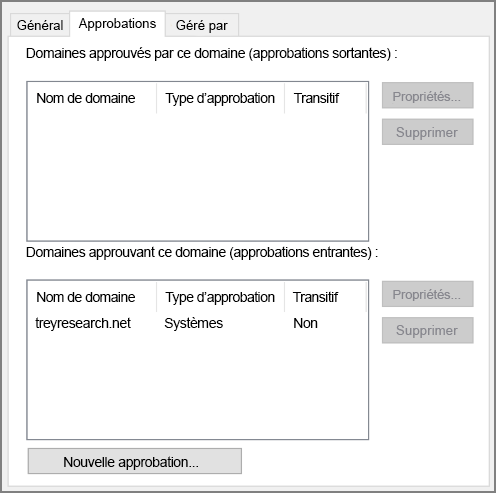 Général Approbations Géré par
Domaines approuvés par ce domaine (approbations sortantes) :
Nom de domaine Type d'approbation Transitif
Propriétés...
Supprimer
Domaines approuvant ce domaine (approbations entrantes) :
Nom de domaine Type d'approbation Transitif
treyresearch.net Systèmes Non
Propriétés...
Supprimer
Nouvelle approbation...